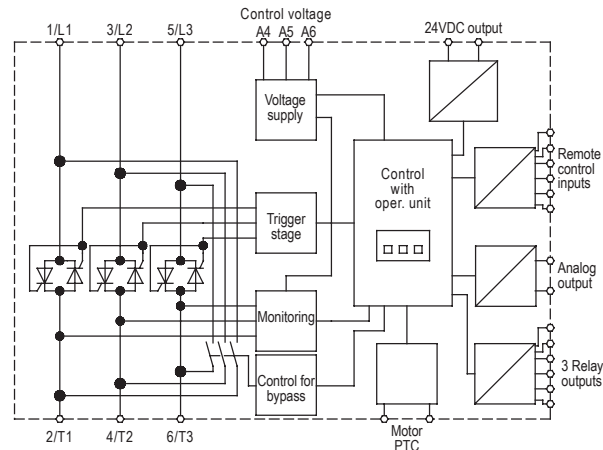 Control voltage
1/L1 3/L2 5/L3 A4 A5 A6 24VDC output
Voltage
supply
Control
with
oper. unit
Remote
control
inputs
Trigger
stage
Analog
output
Monitoring
Control for
bypass
3 Relay
outputs
2/T1 4/T2 6/T3 Motor
PTC